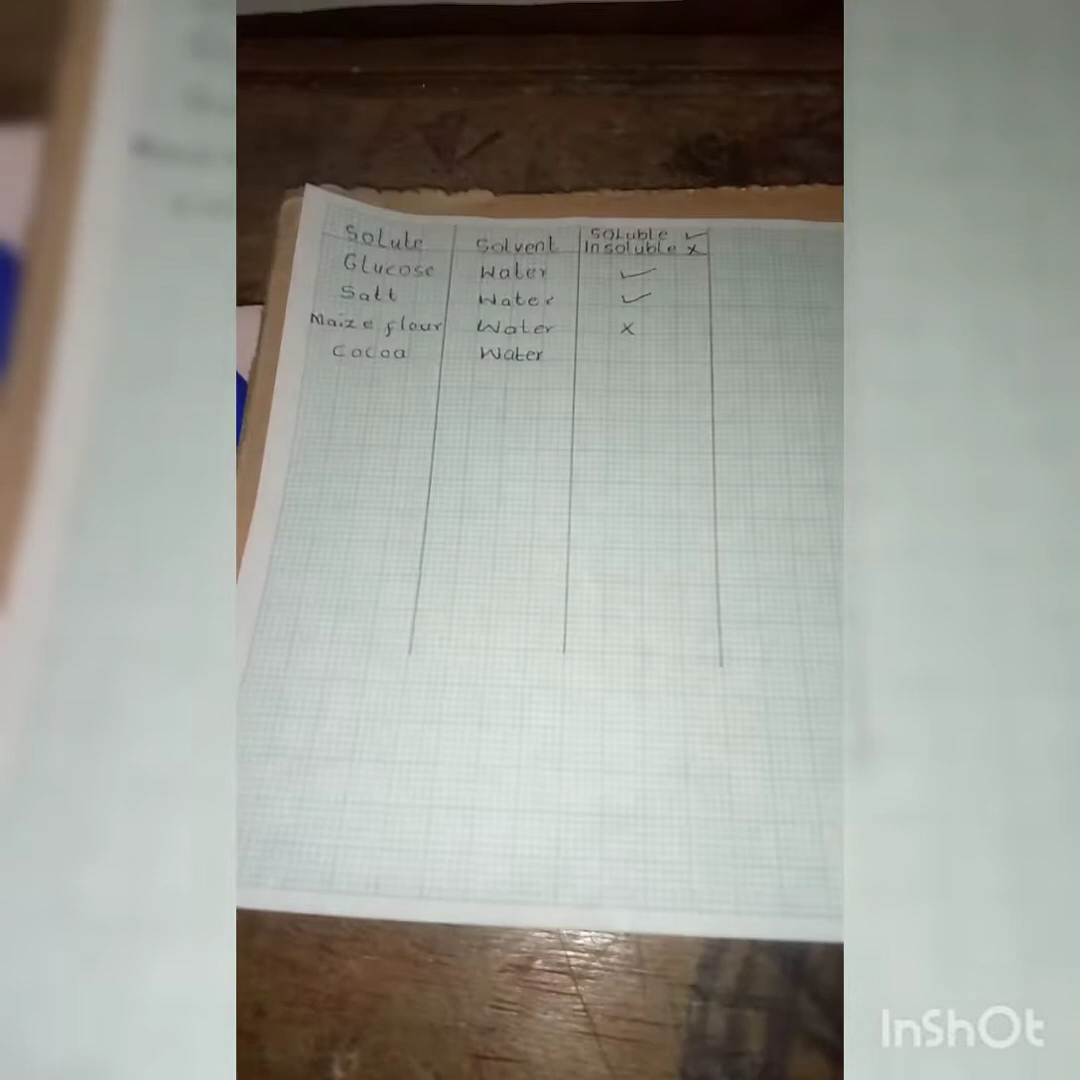 Solute Solvent Soluble ✓
Insoluble x
Glucose Water ✓
Salt Water ✓
Maize flour Water x
Cocoa Water
InShOt